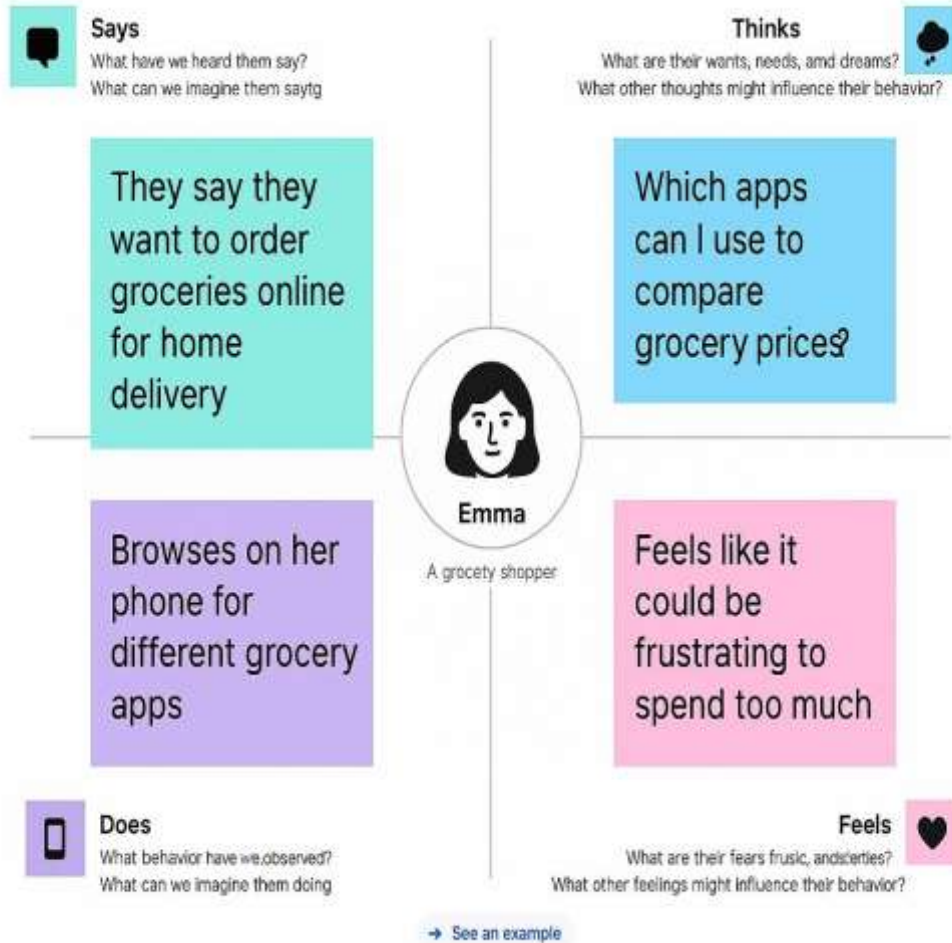 Says
What have we heard them say?
What can we imagine them saytg
Thinks
What are their wants, needs, amd dreams?
What other thoughts might influence their behavior?
They say they
want to order
groceries online
for home
delivery
Which apps
can I use to
compare
grocery prices?
Emma
A grocety shopper
Browses on her
phone for
different grocery
apps
Feels like it
could be
frustrating to
spend too much
Does
What behavior have we.observed?
What can we imagine them doing
Feels
What are their fears frusic, andsterties?
What other feelings might influence their behavior?
→ See an example